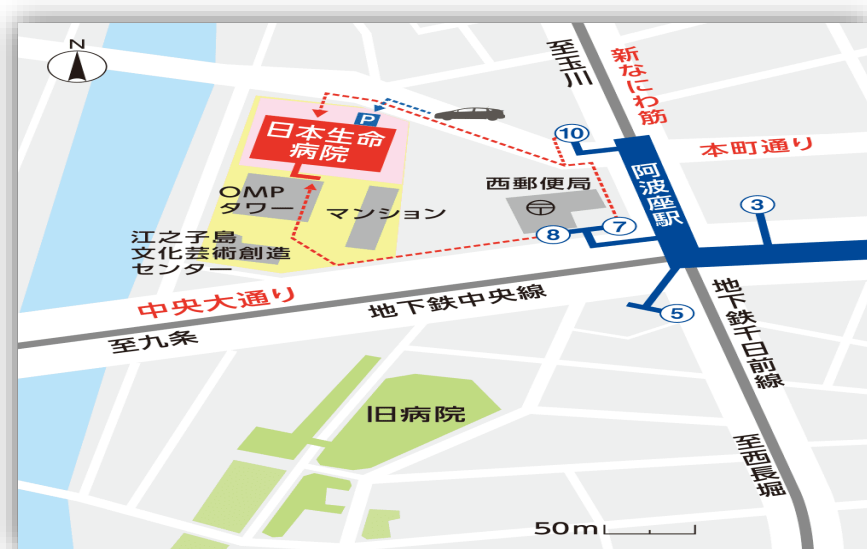 N
至玉川
新なにわ筋
P
日本生命
病院
10
本町通り
阿波座駅
西郵便局
OMP
タワー
マンション
3
7
8
江之子島
文化芸術創造
センター
中央大通り
地下鉄中央線
至九条
5
地下鉄千日前線
旧病院
至西長堀
50m